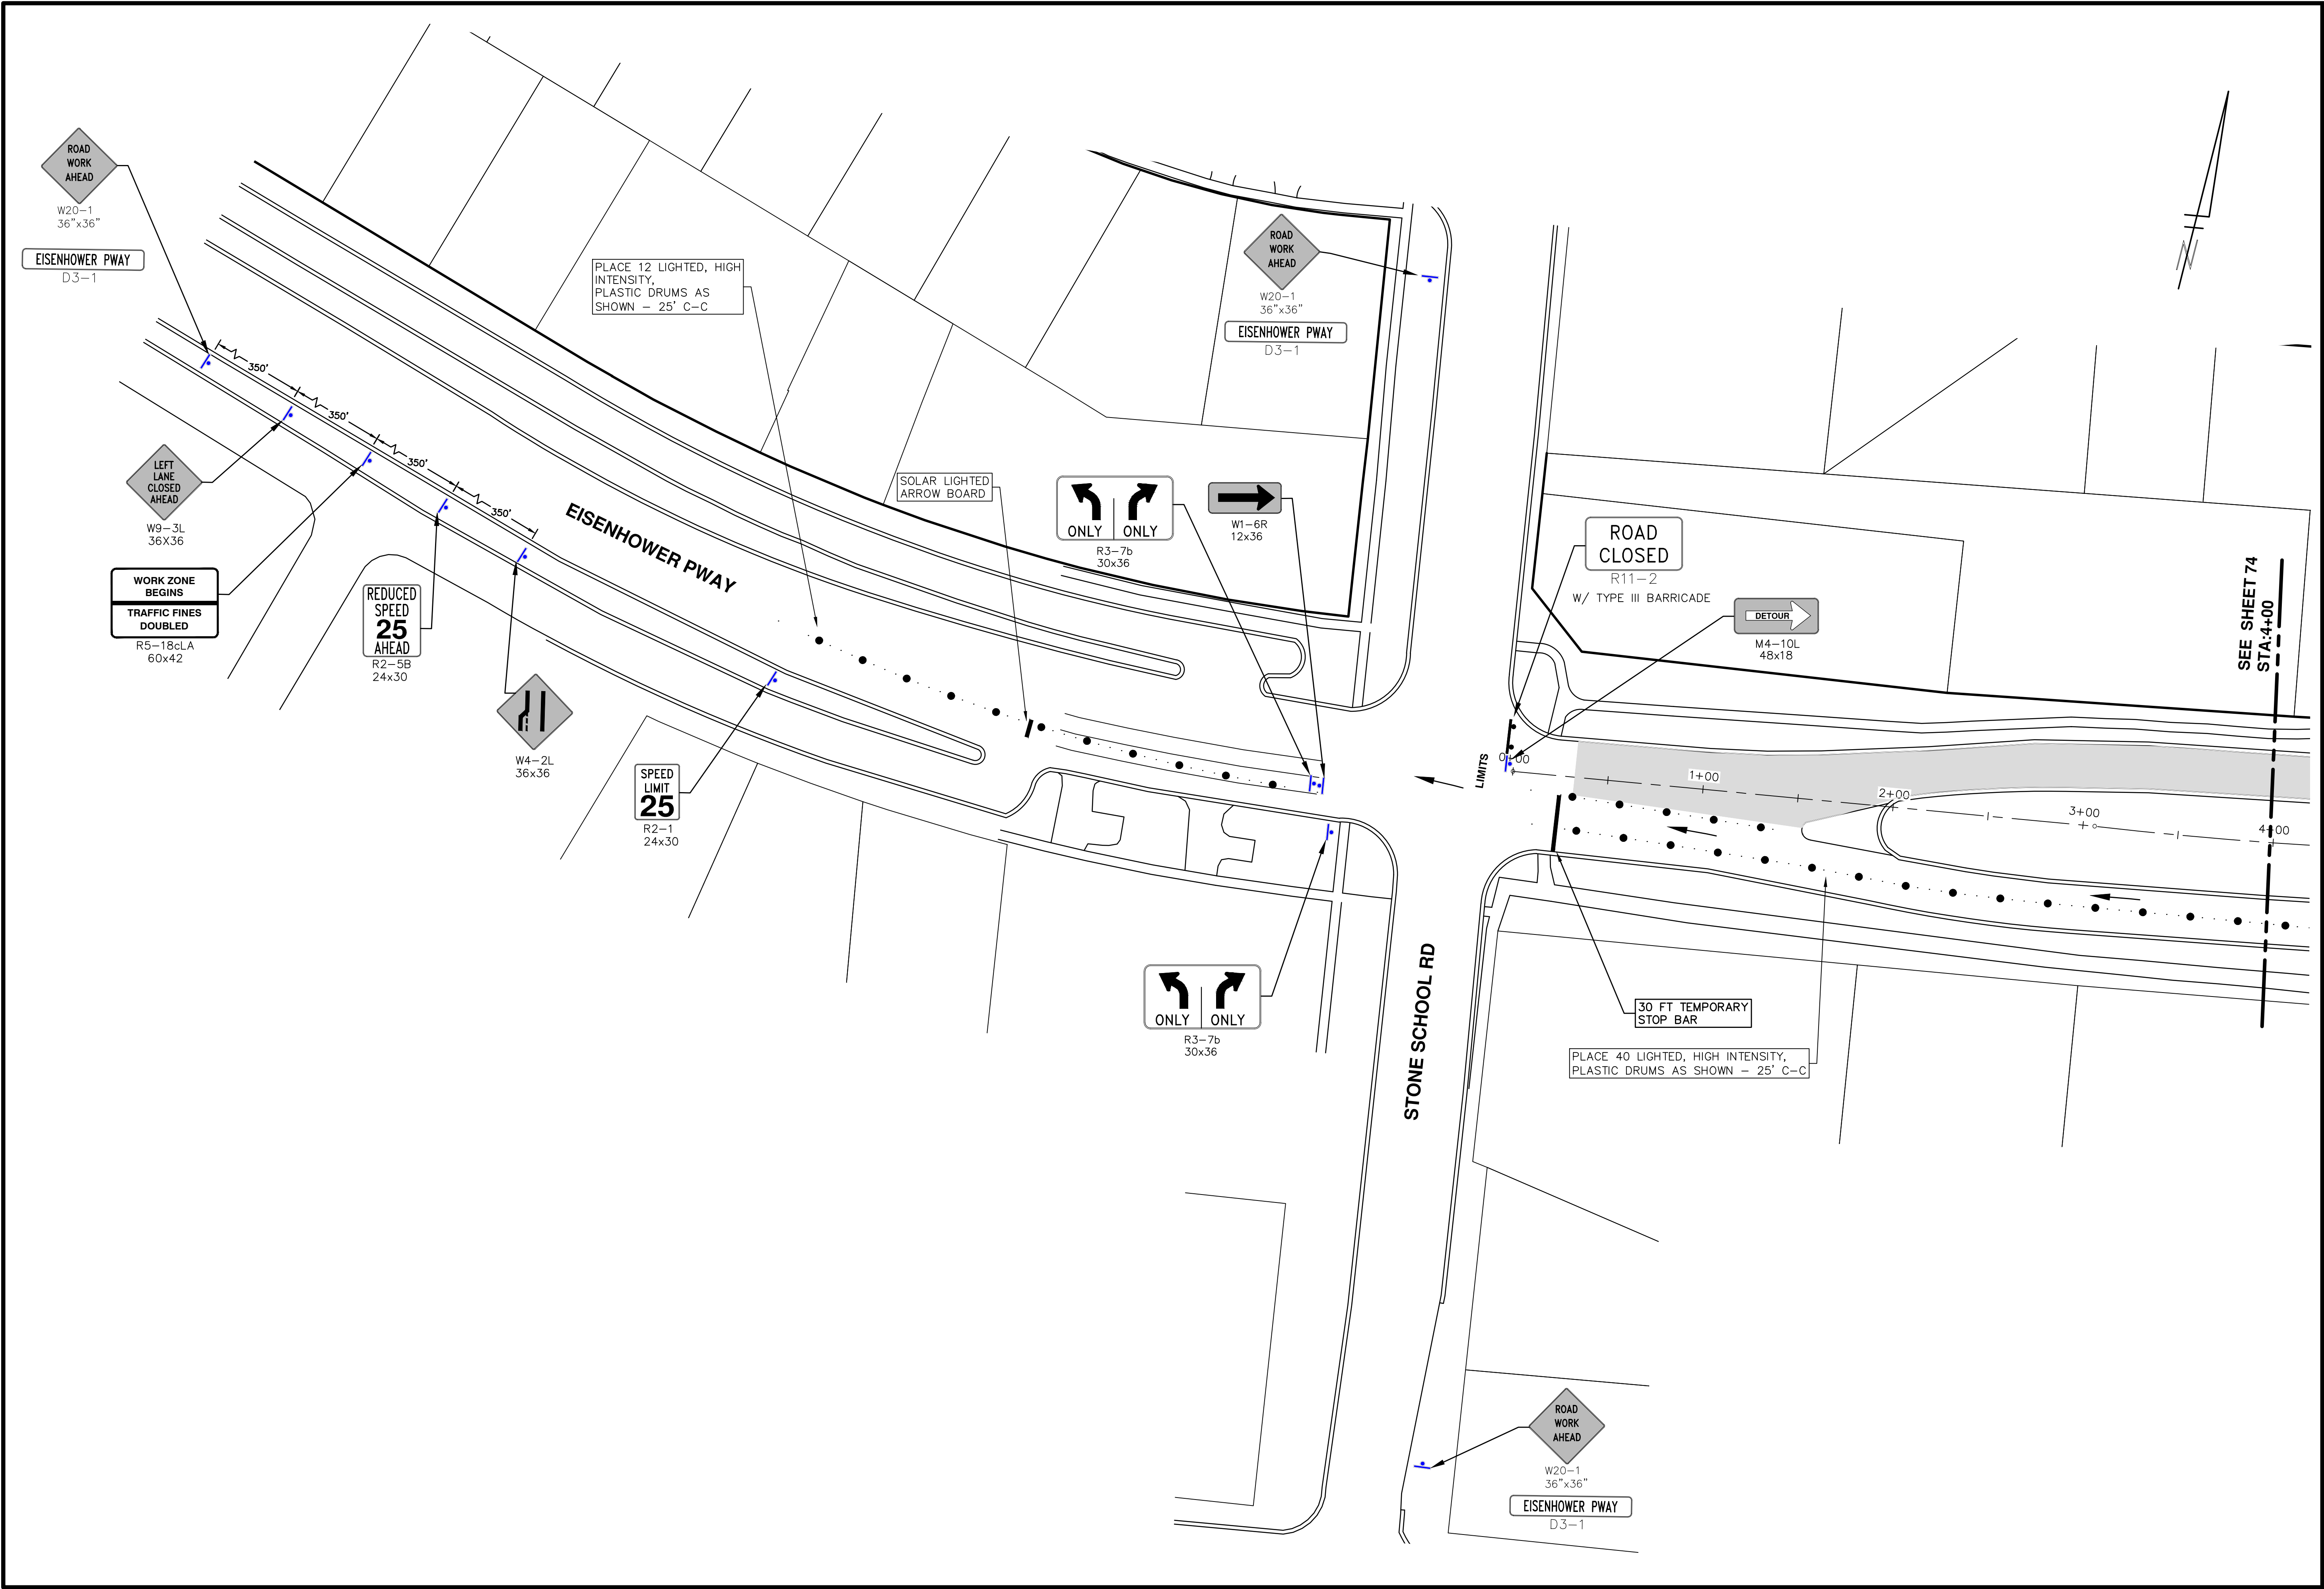 ROAD
WORK
AHEAD
W20-1
36"x36"
EISENHOWER PWAY
D3-1
350'
350'
350'
350'
LEFT
LANE
CLOSED
AHEAD
W9-3L
36X36
WORK ZONE
BEGINS
TRAFFIC FINES
DOUBLED
R5-18cLA
60x42
REDUCED
SPEED
25
AHEAD
R2-5B
24x30
W4-2L
36x36
SPEED
LIMIT
25
R2-1
24x30
EISENHOWER PWAY
PLACE 12 LIGHTED, HIGH
INTENSITY,
PLASTIC DRUMS AS
SHOWN - 25' C-C
SOLAR LIGHTED
ARROW BOARD
ONLY ONLY
R3-7b
30x36
W1-6R
12x36
ROAD
WORK
AHEAD
W20-1
36"x36"
EISENHOWER PWAY
D3-1
N
ROAD
CLOSED
R11-2
W/ TYPE III BARRICADE
DETOUR
M4-10L
48x18
LIMITS
0+00
1+00
2+00
3+00
4+00
SEE SHEET 74
STA:4+00
ONLY ONLY
R3-7b
30x36
STONE SCHOOL RD
30 FT TEMPORARY
STOP BAR
PLACE 40 LIGHTED, HIGH INTENSITY,
PLASTIC DRUMS AS SHOWN - 25' C-C
ROAD
WORK
AHEAD
W20-1
36"x36"
EISENHOWER PWAY
D3-1